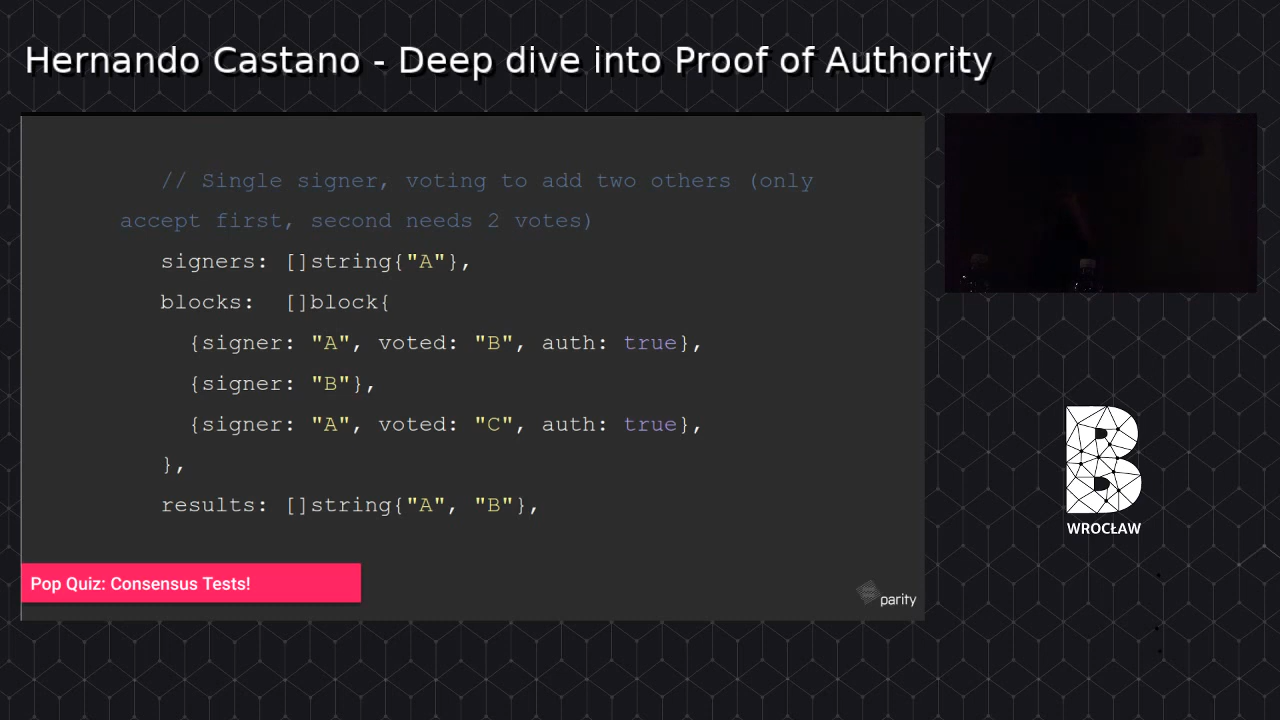 Hernando Castano - Deep dive into Proof of Authority
// Single signer, voting to add two others (only
accept first, second needs 2 votes)
signers: []string{"A"},
blocks:  []block{
{signer: "A", voted: "B", auth: true},
{signer: "B"},
{signer: "A", voted: "C", auth: true},
},
results: []string{"A", "B"},
Pop Quiz: Consensus Tests!
parity
B
WROCŁAW